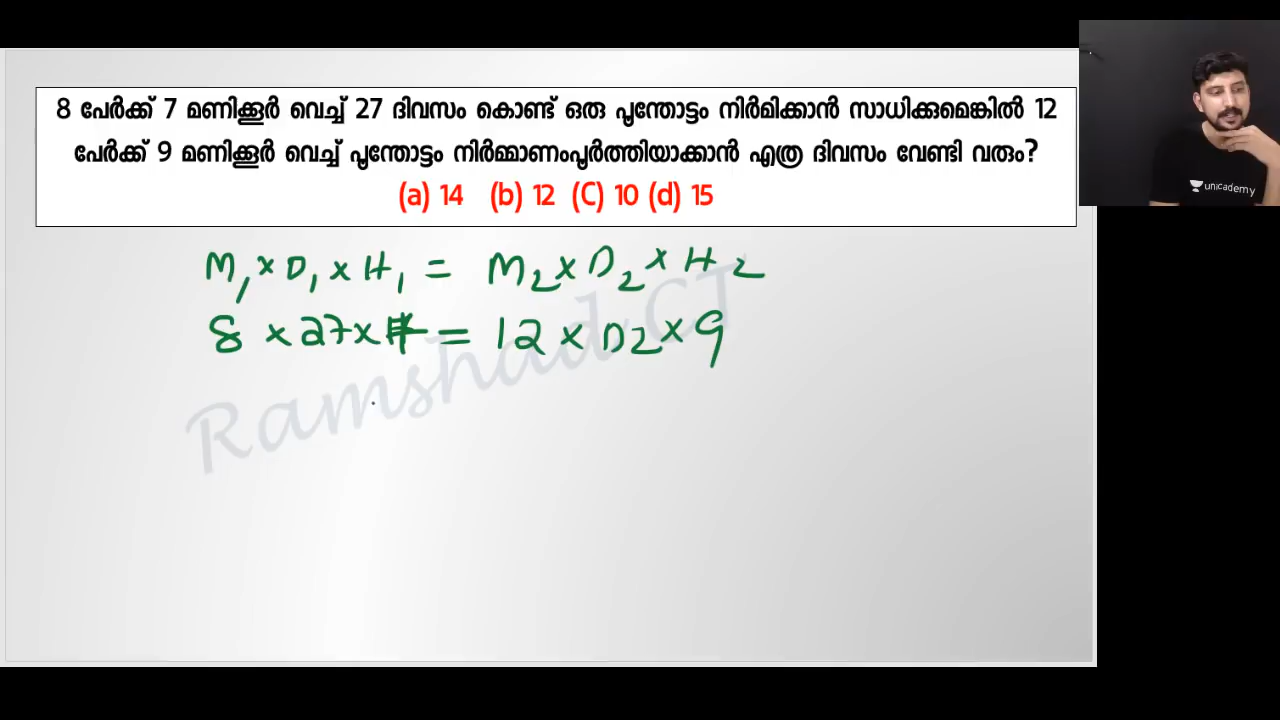 8 പേർക്ക് 7 മണിക്കൂർ വെച്ച് 27 ദിവസം കൊണ്ട് ഒരു പൂന്തോട്ടം നിർമിക്കാൻ സാധിക്കുമെങ്കിൽ 12
പേർക്ക് 9 മണിക്കൂർ വെച്ച് പൂന്തോട്ടം നിർമ്മാണംപൂർത്തിയാക്കാൻ എത്ര ദിവസം വേണ്ടി വരും?
(a) 14 (b) 12 (C) 10 (d) 15
M₁ × D₁ × H₁ = M₂ × D₂ × H₂
8 × 27 × 7 = 12 × D2 × 9
Ramshad CT
unicademy